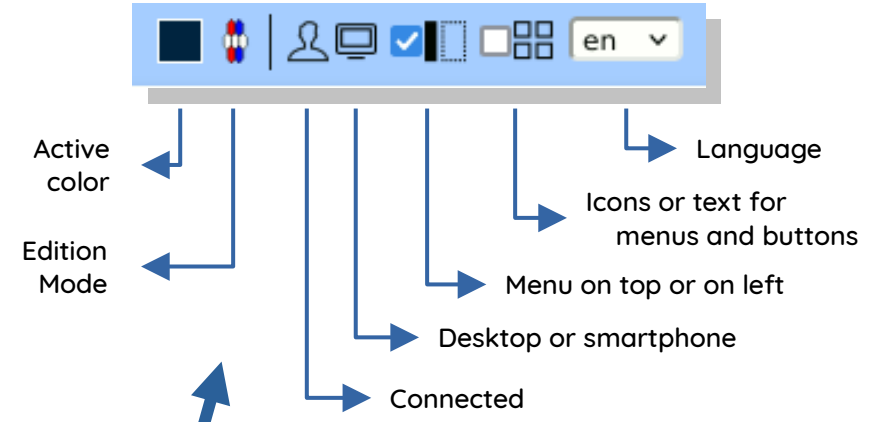 en
Active
color
Language
Icons or text for
menus and buttons
Edition
Mode
Menu on top or on left
Desktop or smartphone
Connected